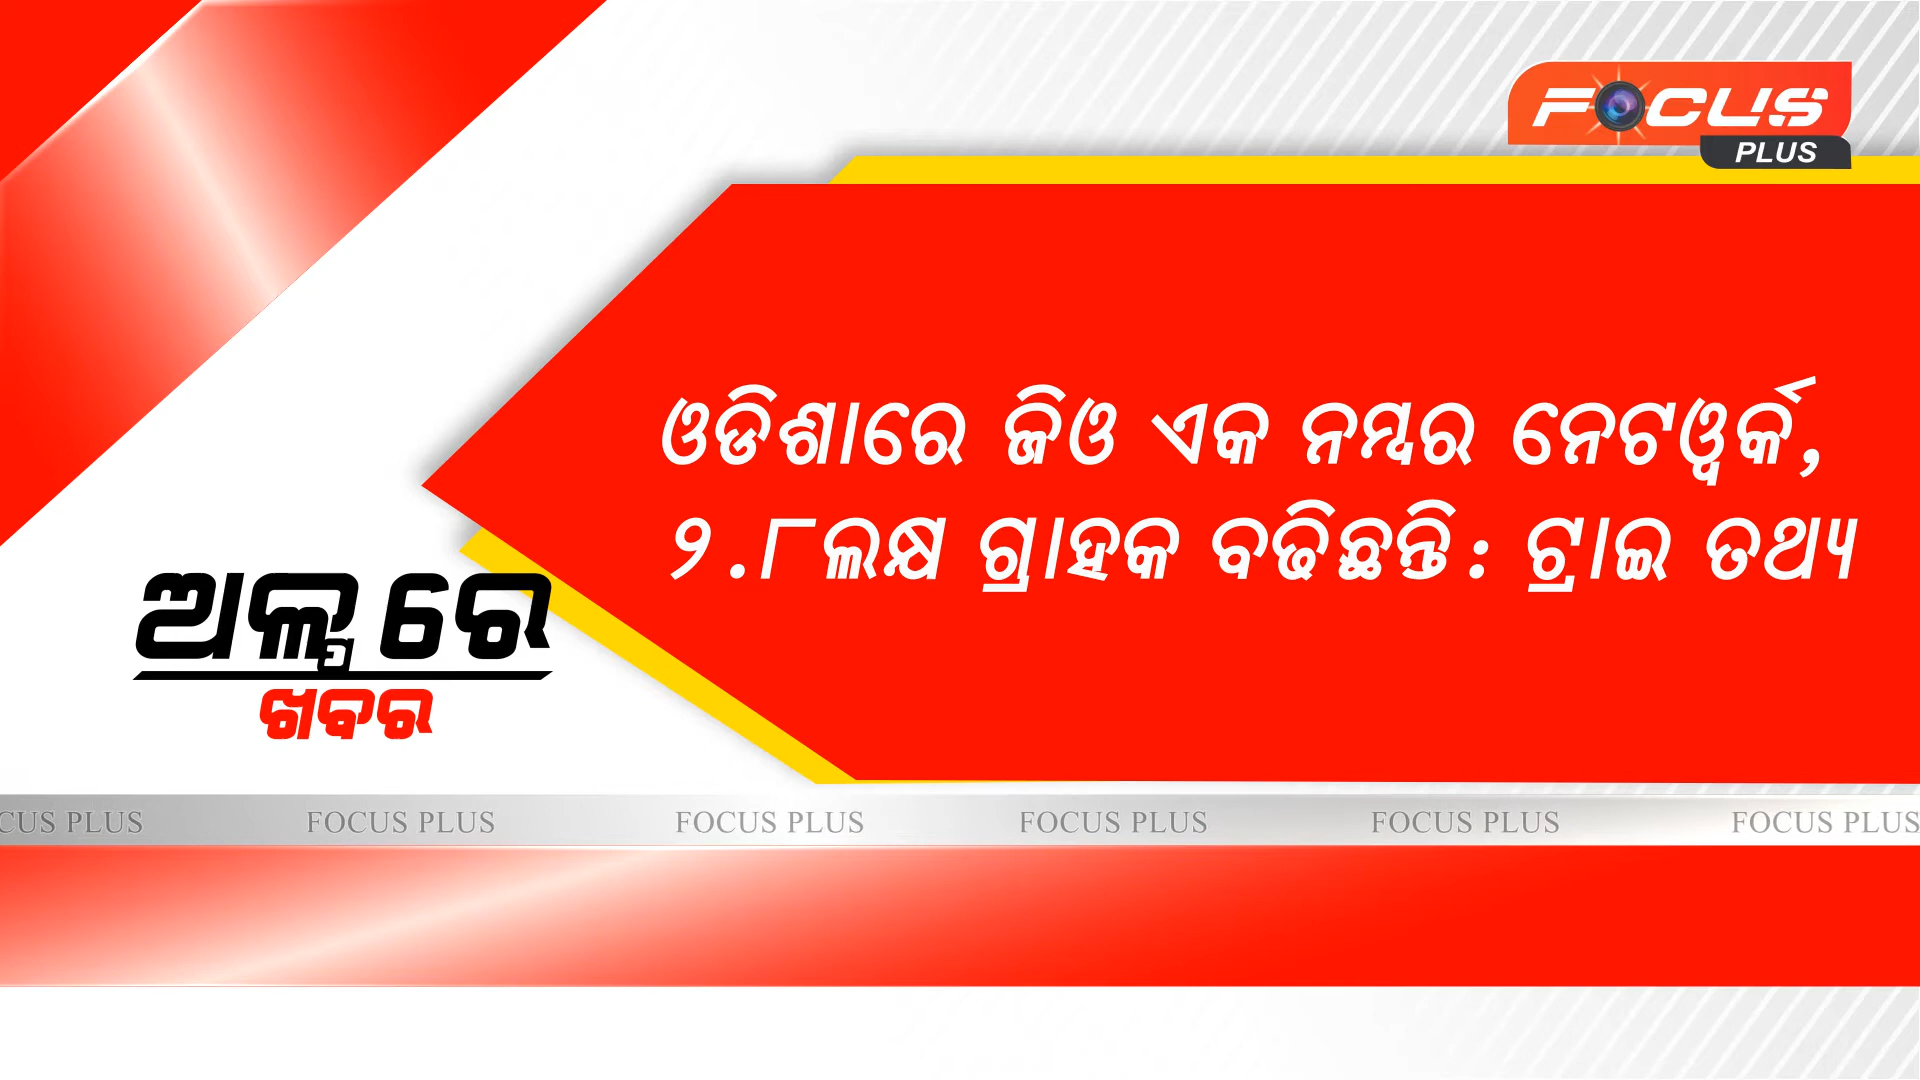 FOCUS
PLUS
ଓଡିଶାରେ ଜିଓ ଏକ ନମ୍ବର ନେଟୱର୍କ,
୨.୮ଲକ୍ଷ ଗ୍ରାହକ ବଢିଛନ୍ତି: ଟ୍ରାଇ ତଥ୍ୟ
ଅଳ୍ପ ରେ
ଖବର
CUS PLUS FOCUS PLUS FOCUS PLUS FOCUS PLUS FOCUS PLUS FOCUS PLUS